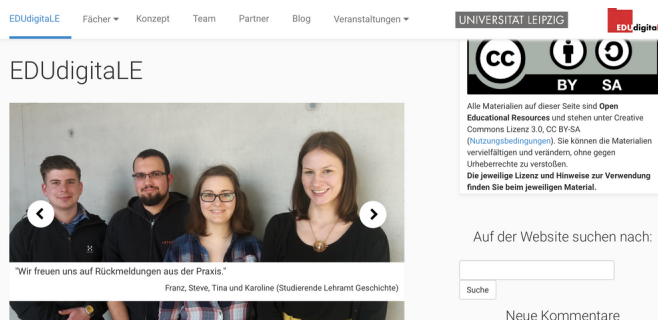 EDUdigitaLE Fächer Konzept Team Partner Blog Veranstaltungen
UNIVERSITÄT LEIPZIG
EDUdigital
EDUdigitaLE
"Wir freuen uns auf Rückmeldungen aus der Praxis."
Franz, Steve, Tina und Karoline (Studierende Lehramt Geschichte)
cc
BY SA
Alle Materialien auf dieser Seite sind Open
Educational Resources und stehen unter Creative
Commons Lizenz 3.0, CC BY-SA
(Nutzungsbedingungen). Sie können die Materialien
vervielfältigen und verändern, ohne gegen
Urheberrechte zu verstoßen.
Die jeweilige Lizenz und Hinweise zur Verwendung
finden Sie beim jeweiligen Material.
Auf der Website suchen nach:
Suche
Neue Kommentare